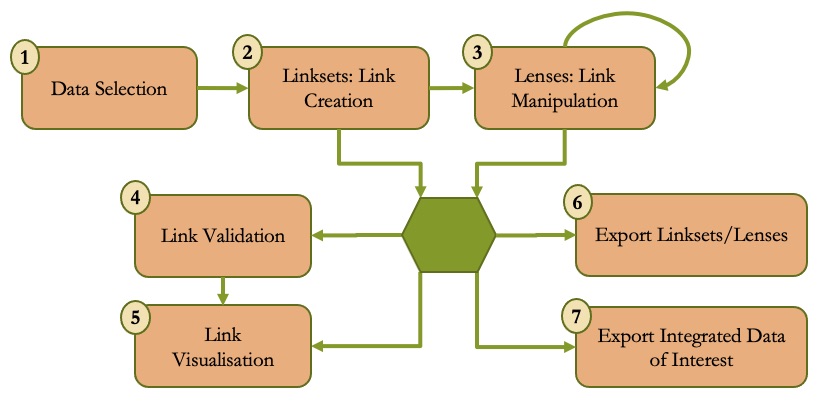 1
Data Selection
2
Linksets: Link
Creation
3
Lenses: Link
Manipulation
4
Link Validation
5
Link
Visualisation
6
Export Linksets/Lenses
7
Export Integrated Data
of Interest